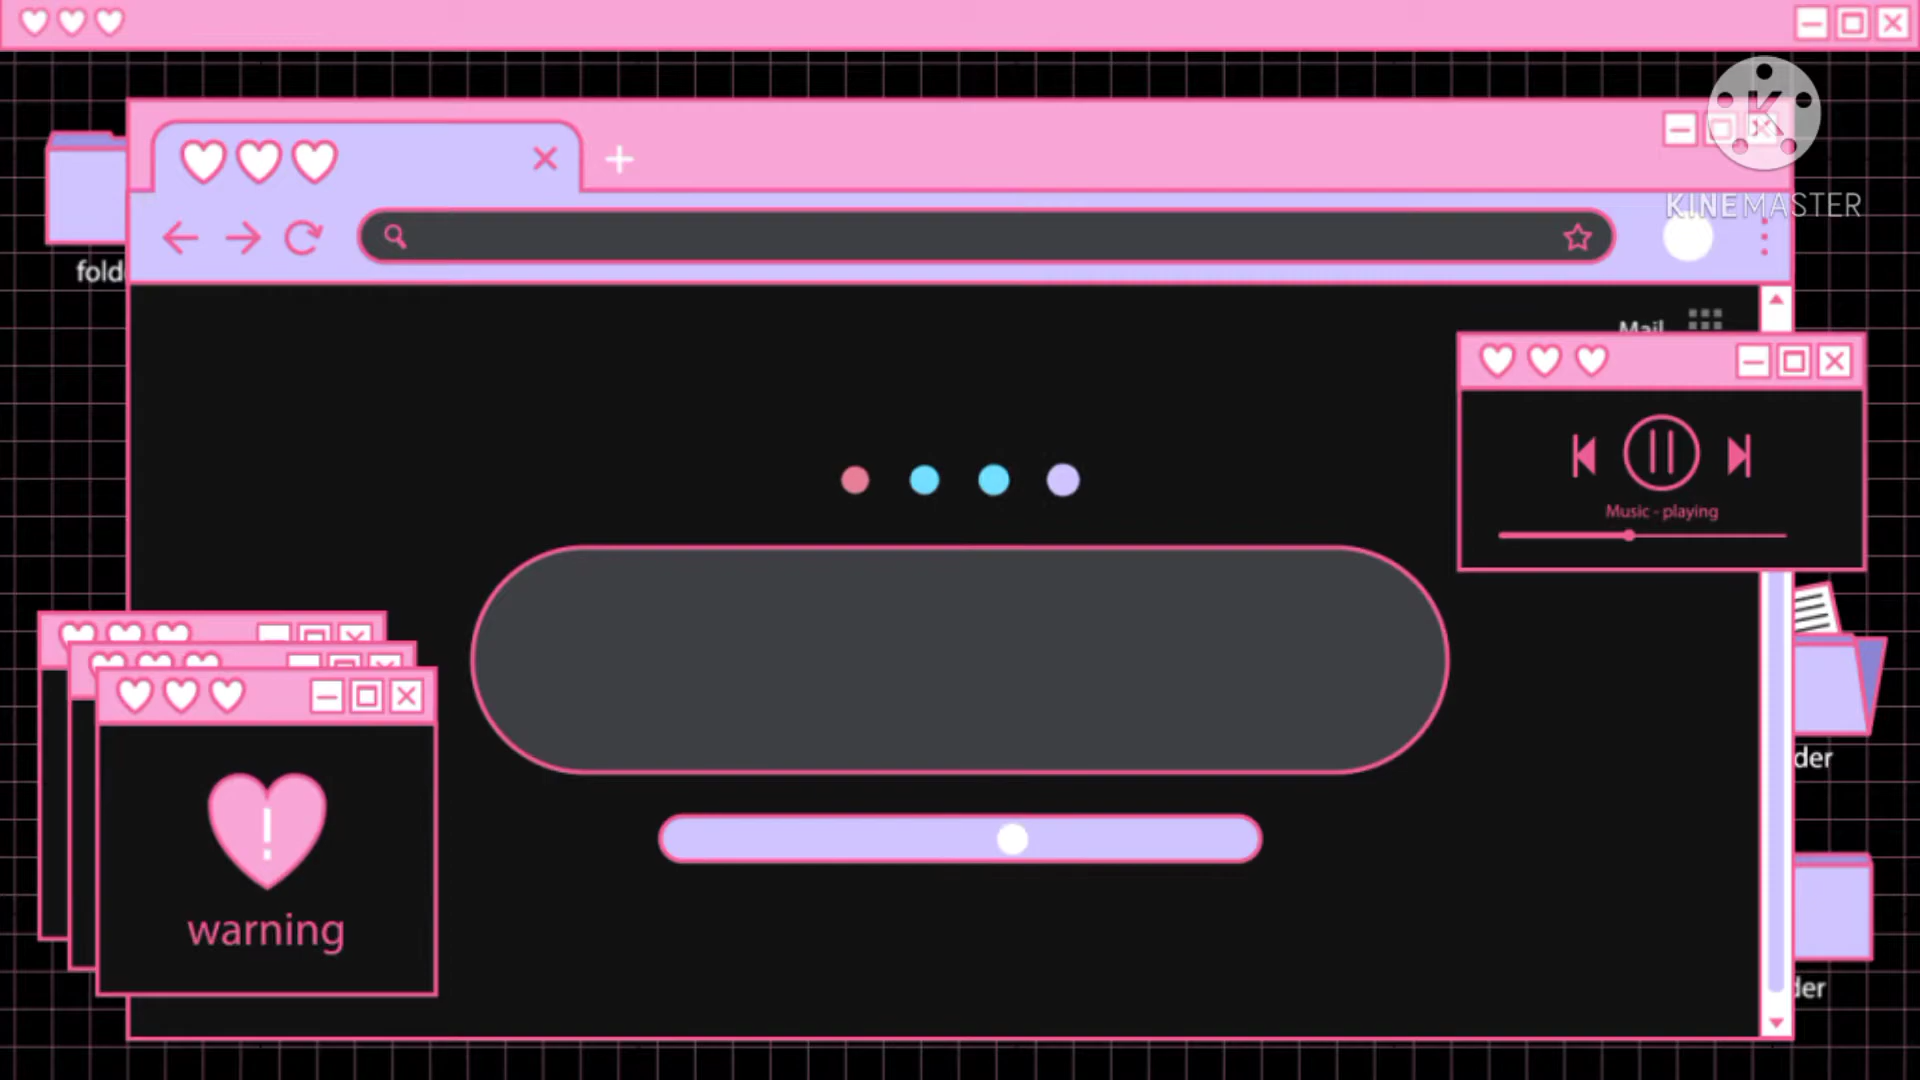 KINEMASTER
fold
Mail
Music - playing
der
warning
der